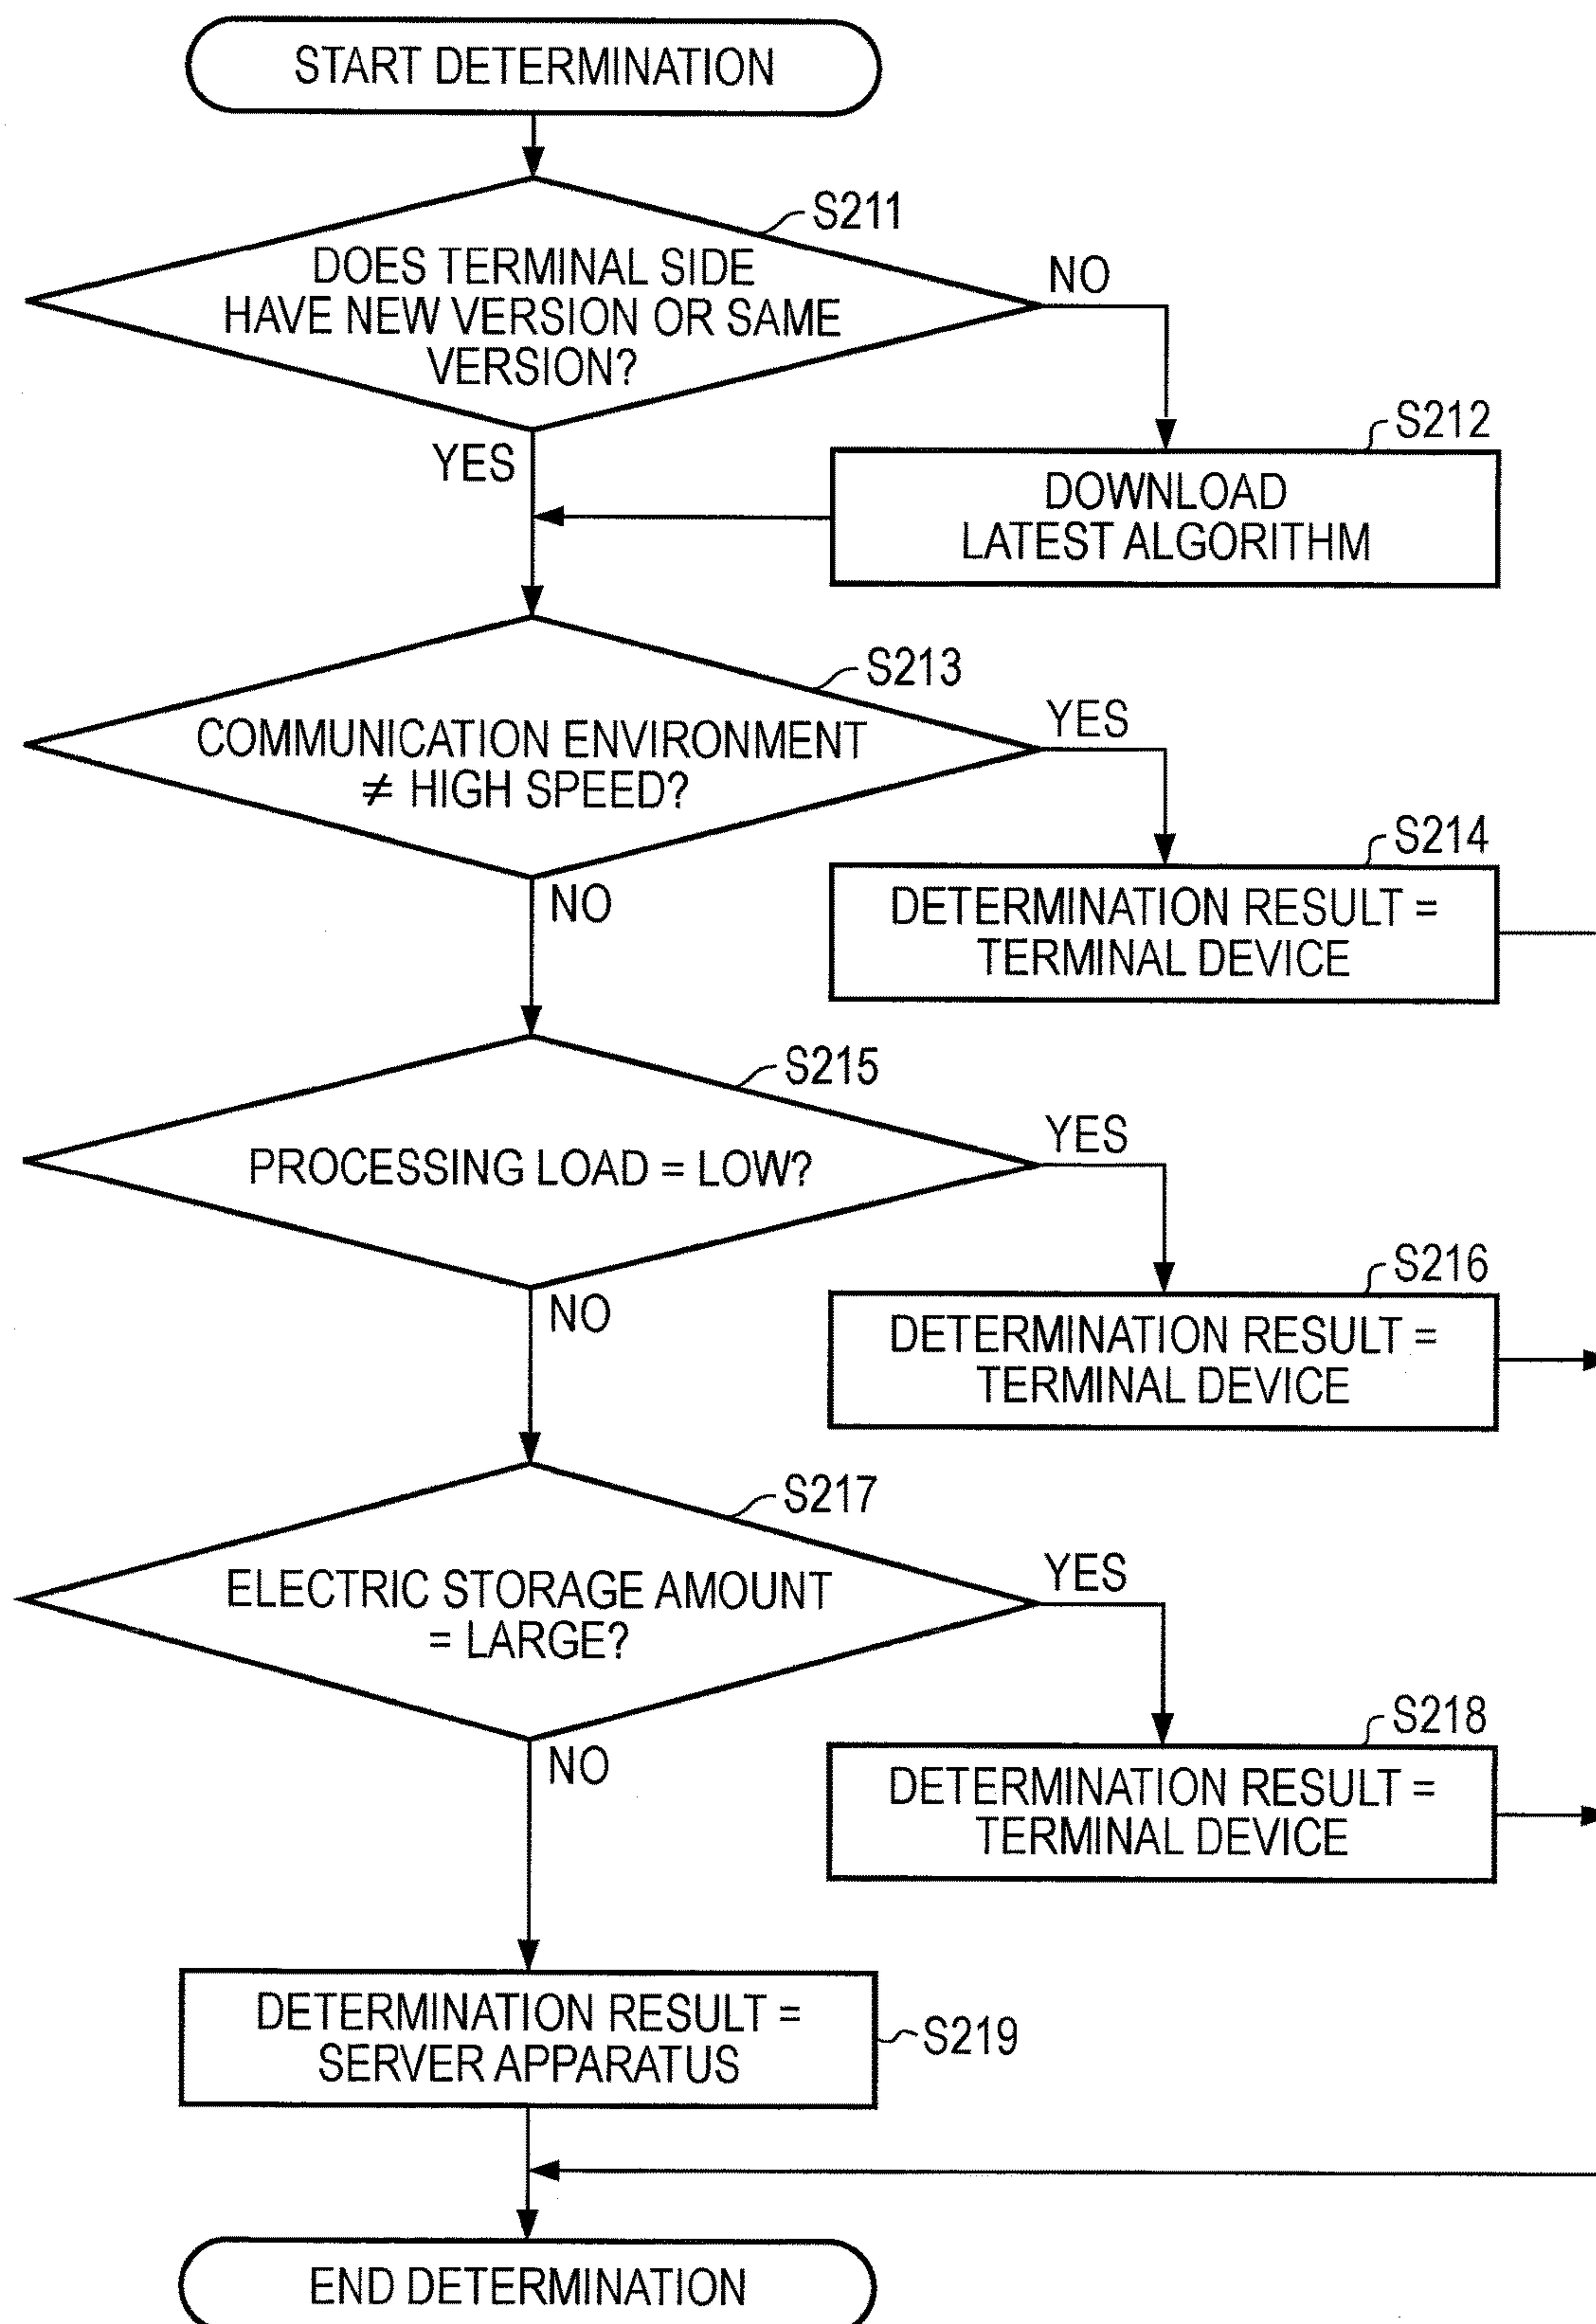 START DETERMINATION
S211
DOES TERMINAL SIDE
HAVE NEW VERSION OR SAME
VERSION?
NO
YES
S212
DOWNLOAD
LATEST ALGORITHM
S213
COMMUNICATION ENVIRONMENT
≠ HIGH SPEED?
YES
NO
S214
DETERMINATION RESULT =
TERMINAL DEVICE
S215
PROCESSING LOAD = LOW?
YES
NO
S216
DETERMINATION RESULT =
TERMINAL DEVICE
S217
ELECTRIC STORAGE AMOUNT
= LARGE?
YES
NO
S218
DETERMINATION RESULT =
TERMINAL DEVICE
DETERMINATION RESULT =
SERVER APPARATUS
S219
END DETERMINATION